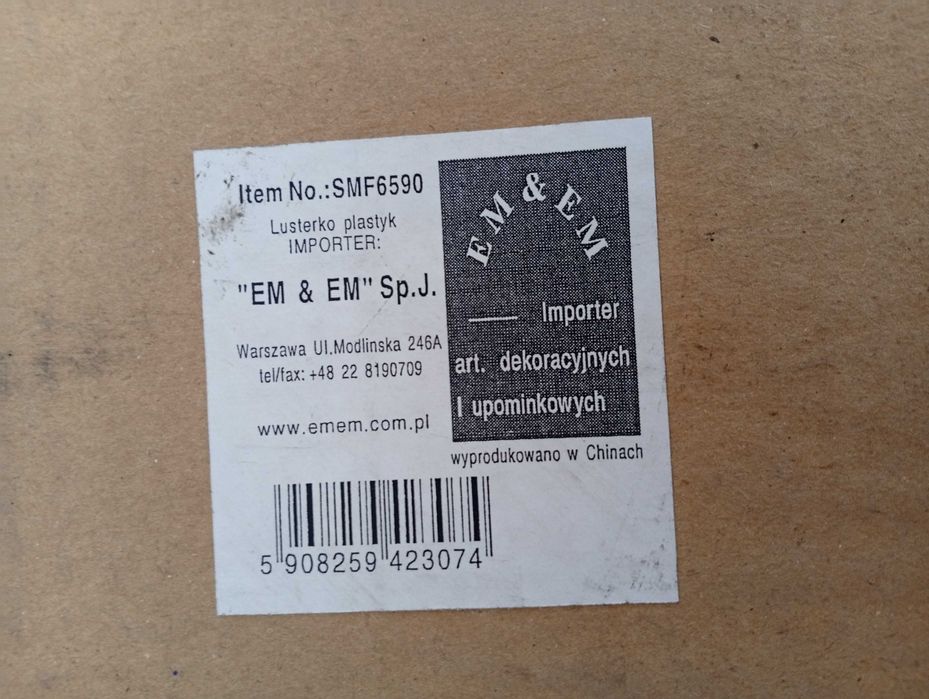 Item No.:SMF6590
Lusterko plastyk
IMPORTER:
"EM & EM" Sp.J.
Warszawa Ul.Modlinska 246A
tel/fax: +48 22 8190709
www.emem.com.pl
EM & EM
Importer
art. dekoracyjnych
I upominkowych
wyprodukowano w Chinach
5 908259 423074